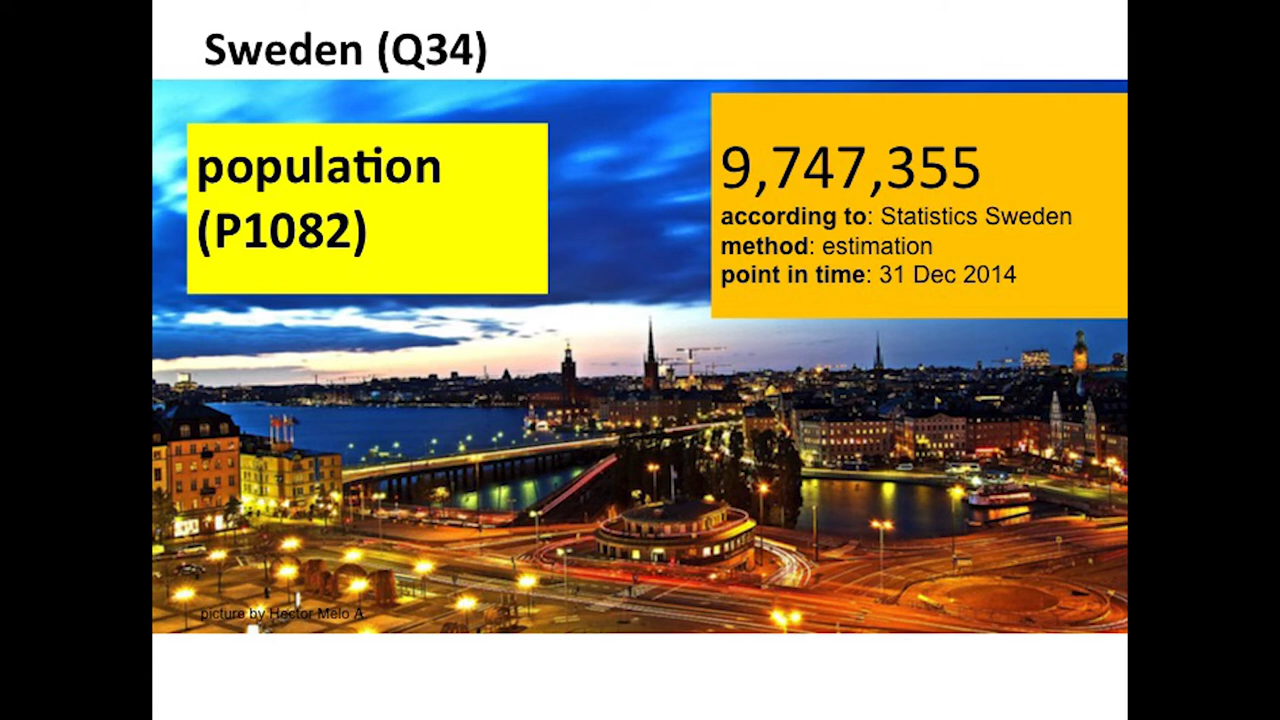 Sweden (Q34)
population
(P1082)
9,747,355
according to: Statistics Sweden
method: estimation
point in time: 31 Dec 2014
picture by Hector Melo A